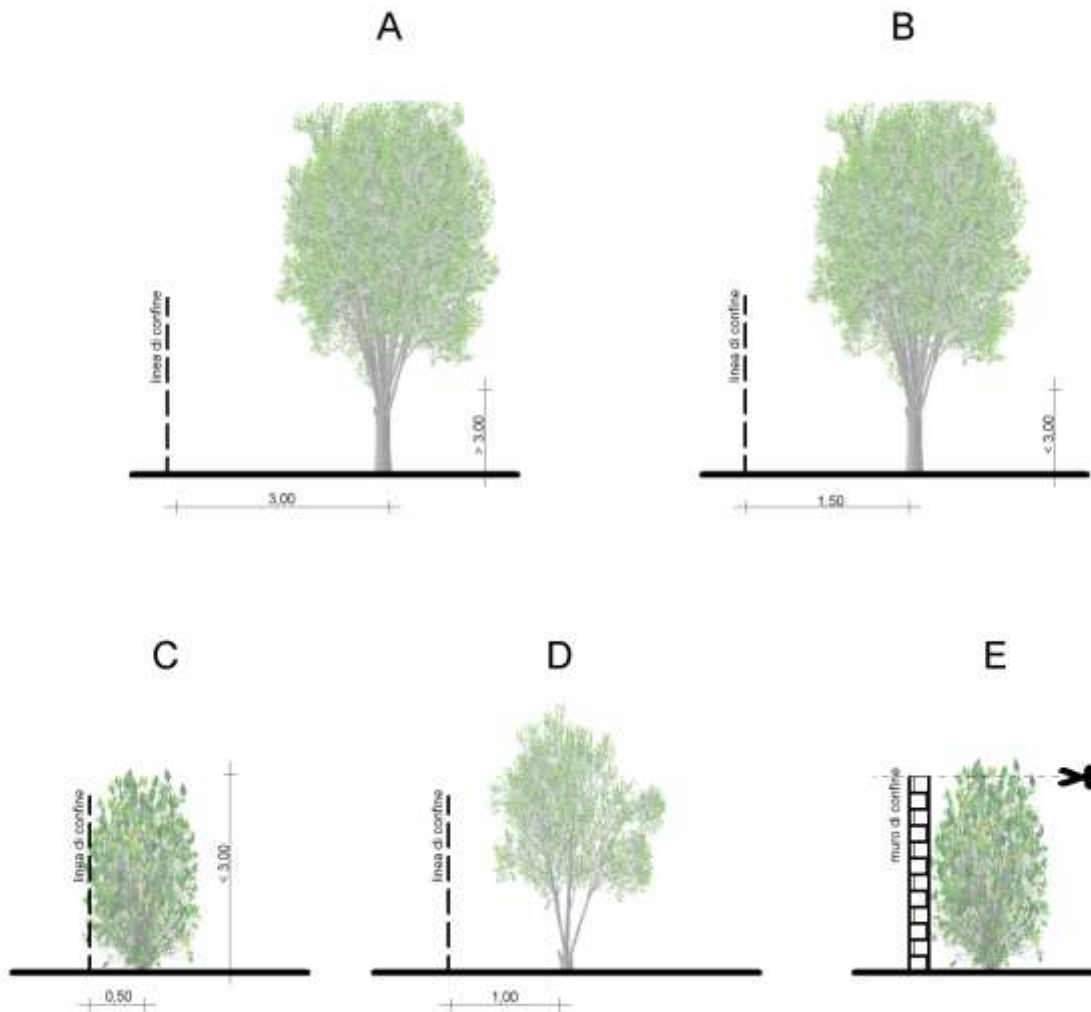 A
B
linea di confine
> 3,00
3,00
linea di confine
< 3,00
1,50
C
D
E
linea di confine
< 3,00
0,50
linea di confine
1,00
muro di confine